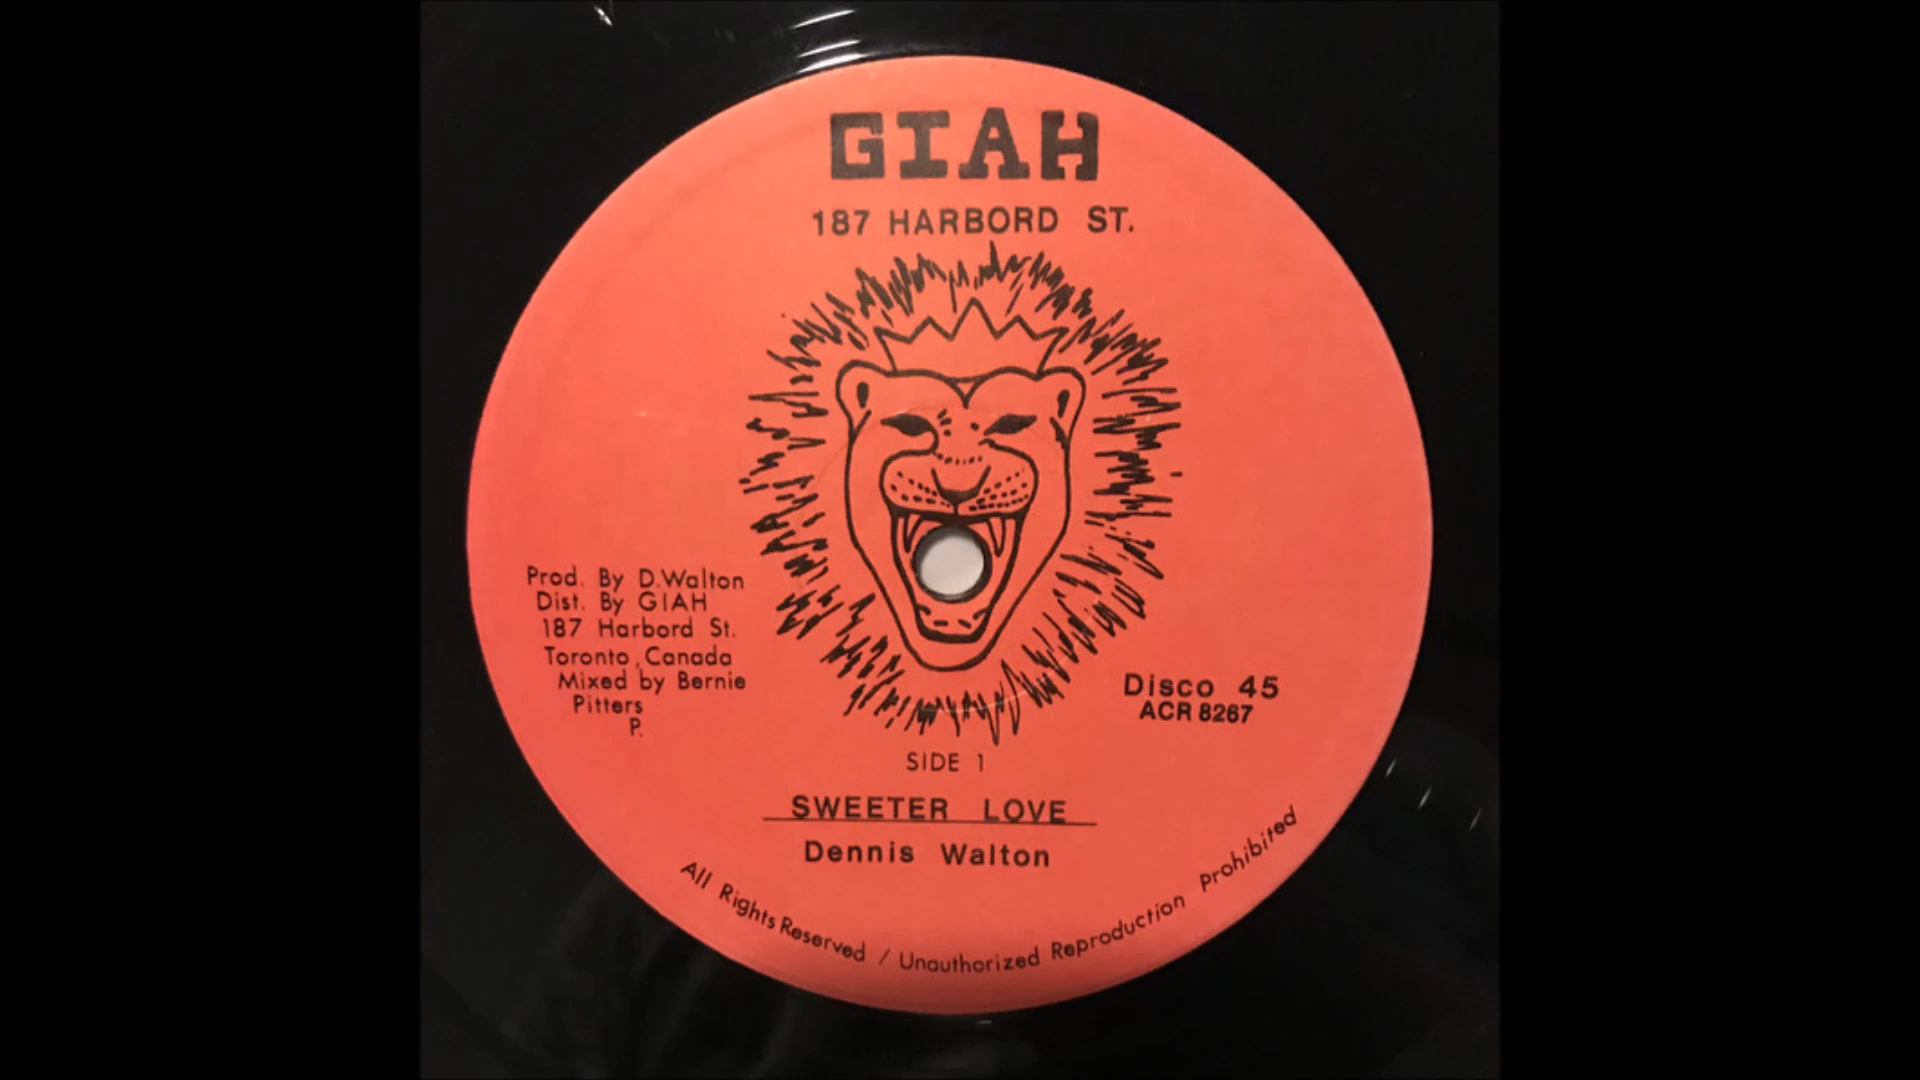 GIAH
187 HARBORD ST.
Prod. By D.Walton
Dist. By GIAH
187 Harbord St.
Toronto, Canada
Mixed by Bernie
Pitters
P.
Disco 45
ACR 8267
SIDE 1
SWEETER LOVE
Dennis Walton
All Rights Reserved / Unauthorized Reproduction Prohibited